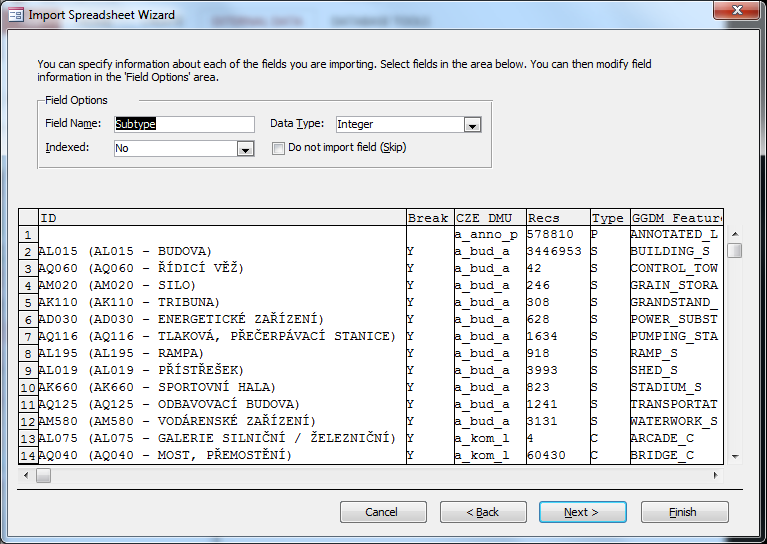 Import Spreadsheet Wizard
You can specify information about each of the fields you are importing. Select fields in the area below. You can then modify field
information in the 'Field Options' area.
Field Options
Field Name: Subtype Data Type: Integer
Indexed: No Do not import field (Skip)
ID Break CZE DMU Recs Type GGDM Feature
1 a_anno_p 578810 P ANNOTATED_L
2 AL015 (AL015 - BUDOVA) Y a_bud_a 3446953 S BUILDING_S
3 AQ060 (AQ060 - ŘÍDICÍ VĚŽ) Y a_bud_a 42 S CONTROL_TOW
4 AM020 (AM020 - SILO) Y a_bud_a 246 S GRAIN_STORA
5 AK110 (AK110 - TRIBUNA) Y a_bud_a 308 S GRANDSTAND_
6 AD030 (AD030 - ENERGETICKÉ ZAŘÍZENÍ) Y a_bud_a 628 S POWER_SUBST
7 AQ116 (AQ116 - TLAKOVÁ, PŘEČERPÁVACÍ STANICE) Y a_bud_a 1634 S PUMPING_STA
8 AL195 (AL195 - RAMPA) Y a_bud_a 918 S RAMP_S
9 AL019 (AL019 - PŘÍSTŘEŠEK) Y a_bud_a 3993 S SHED_S
10 AK660 (AK660 - SPORTOVNÍ HALA) Y a_bud_a 823 S STADIUM_S
11 AQ125 (AQ125 - ODBAVOVACÍ BUDOVA) Y a_bud_a 1241 S TRANSPORTAT
12 AM580 (AM580 - VODÁRENSKÉ ZAŘÍZENÍ) Y a_bud_a 3131 S WATERWORK_S
13 AL075 (AL075 - GALERIE SILNIČNÍ / ŽELEZNIČNÍ) Y a_kom_l 4 C ARCADE_C
14 AQ040 (AQ040 - MOST, PŘEMOSTĚNÍ) Y a_kom_l 60430 C BRIDGE_C
Cancel < Back Next > Finish